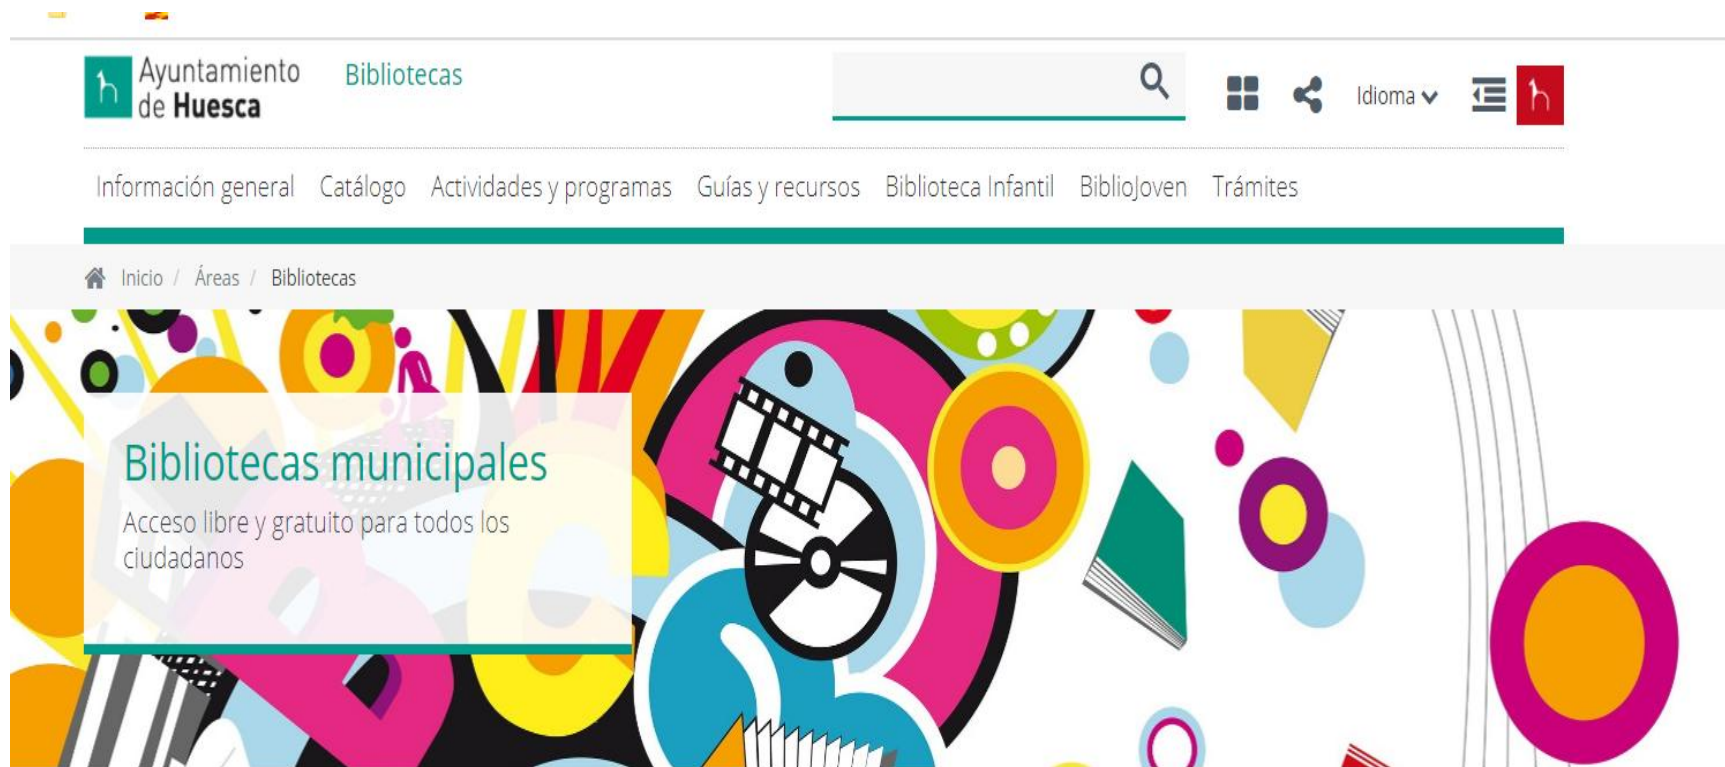 Ayuntamiento
de Huesca
Bibliotecas
Idioma
Información general Catálogo Actividades y programas Guías y recursos Biblioteca Infantil BiblioJoven Trámites
Inicio / Áreas / Bibliotecas
Bibliotecas municipales
Acceso libre y gratuito para todos los
ciudadanos